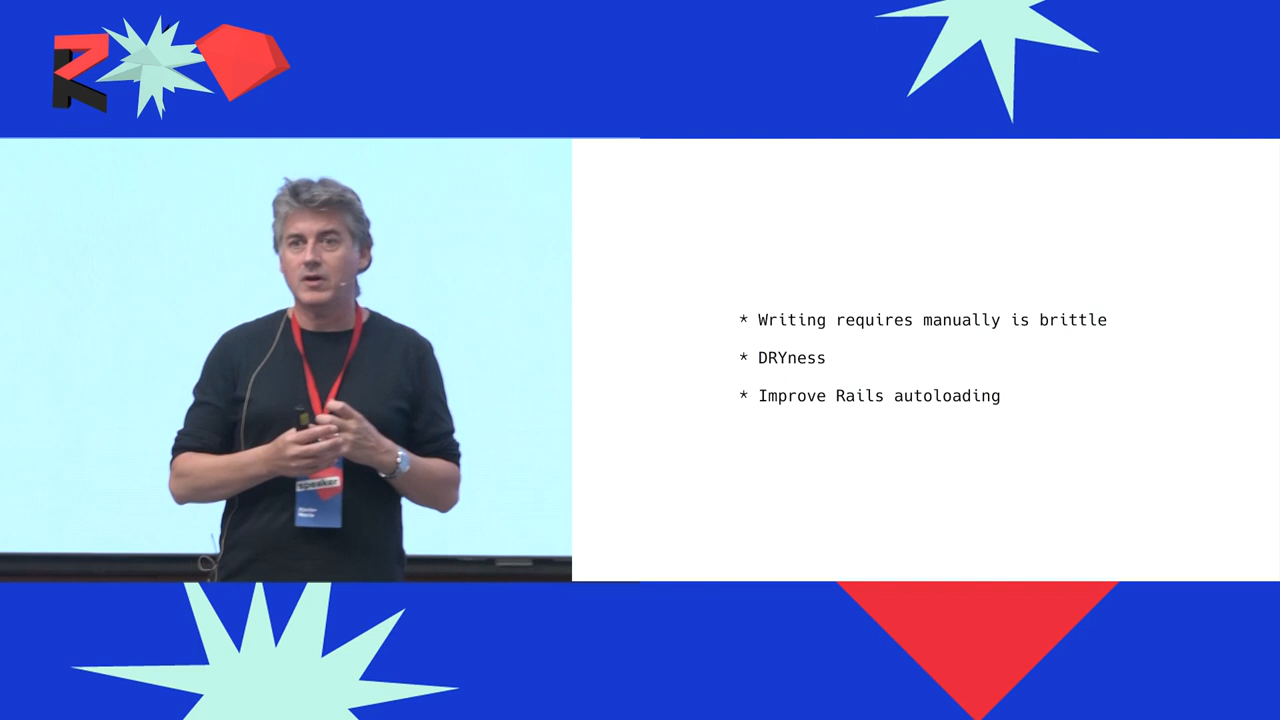 * Writing requires manually is brittle
* DRYness
* Improve Rails autoloading
speaker